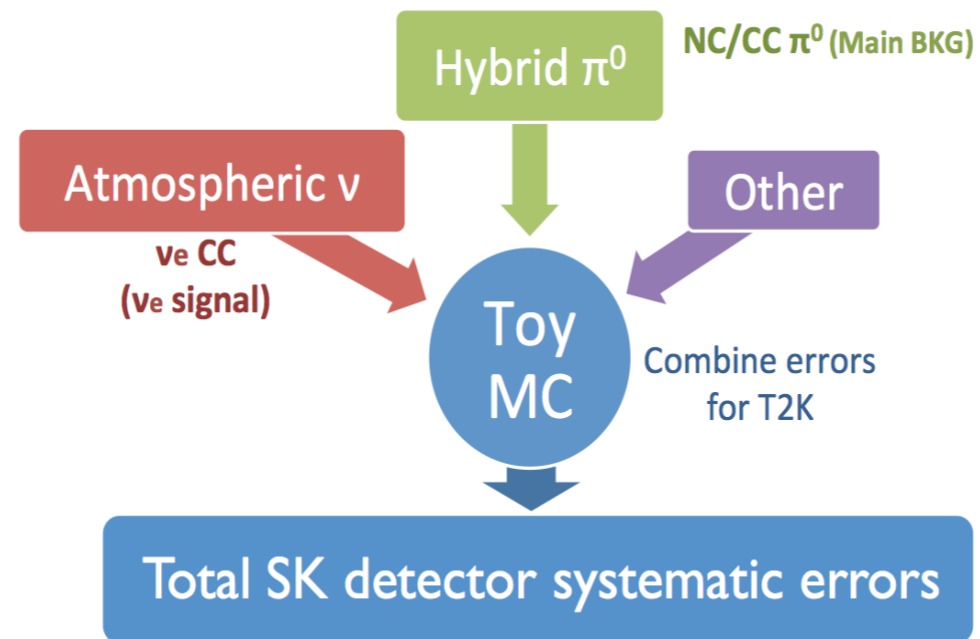 Hybrid π⁰
NC/CC π⁰ (Main BKG)
Atmospheric ν
νe CC
(νe signal)
Other
Toy
MC
Combine errors
for T2K
Total SK detector systematic errors